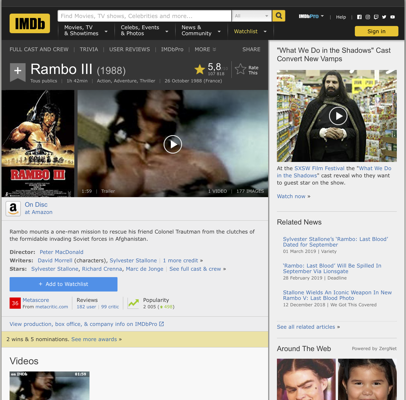 IMDb
Find Movies, TV shows, Celebrities and more...
All
IMDbPro
Help
Movies, TV & Showtimes
Celebs, Events & Photos
News & Community
Watchlist
Sign in
FULL CAST AND CREW | TRIVIA | USER REVIEWS | IMDbPro | MORE
SHARE
Rambo III (1988)
5,8
Rate This
Tous publics | 1h 42min | Action, Adventure, Thriller | 26 October 1988 (France)
RAMBO III
1:59 | Trailer
1 VIDEO | 177 IMAGES
On Disc
at Amazon
Rambo mounts a one-man mission to rescue his friend Colonel Trautman from the clutches of
the formidable invading Soviet forces in Afghanistan.
Director: Peter MacDonald
Writers: David Morrell (characters), Sylvester Stallone | 1 more credit »
Stars: Sylvester Stallone, Richard Crenna, Marc de Jonge | See full cast & crew »
+ Add to Watchlist
36
Metascore
From metacritic.com
Reviews
182 user | 99 critic
Popularity
2 005
View production, box office, & company info on IMDbPro
2 wins & 5 nominations. See more awards »
Videos
"What We Do in the Shadows" Cast
Convert New Vamps
At the SXSW Film Festival the "What We Do
in the Shadows" cast reveal who they want
to guest star on the show.
Watch now »
Related News
Sylvester Stallone's 'Rambo: Last Blood'
Dated for September
01 March 2019 | Variety
'Rambo: Last Blood' Will Be Spilled In
September Via Lionsgate
28 February 2019 | Deadline
Stallone Wields An Iconic Weapon In New
Rambo V: Last Blood Photo
12 December 2018 | We Got This Covered
See all related articles »
Around The Web
Powered by ZergNet